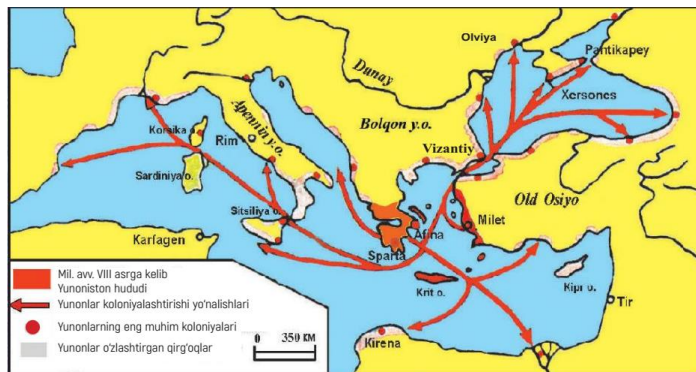 Olviya
Pantikapey
Dunay
Xersones
Korsika o.
Apennin y.o.
Bolqon y.o.
Rim
Vizantiy
Sardiniya o.
Old Osiyo
Sitsiliya o.
Milet
Afina
Karfagen
Sparta
Krit o.
Kipr o.
Tir
Kirena
Mil. avv. VIII asrga kelib
Yunoniston hududi
Yunonlar koloniyalashtirishi yo'nalishlari
Yunonlarning eng muhim koloniyalari
Yunonlar o'zlashtirgan qirg'oqlar
0 350 КМ